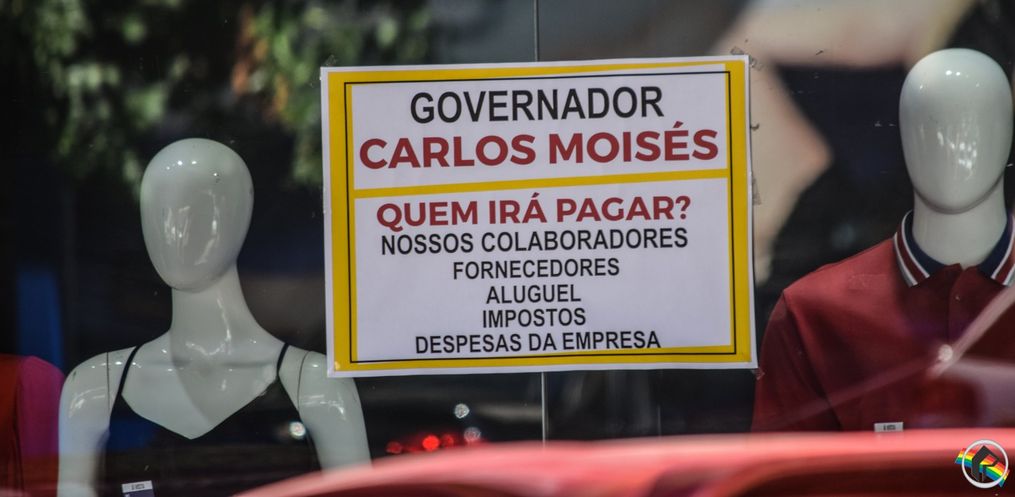 GOVERNADOR
CARLOS MOISÉS
QUEM IRÁ PAGAR?
NOSSOS COLABORADORES
FORNECEDORES
ALUGUEL
IMPOSTOS
DESPESAS DA EMPRESA